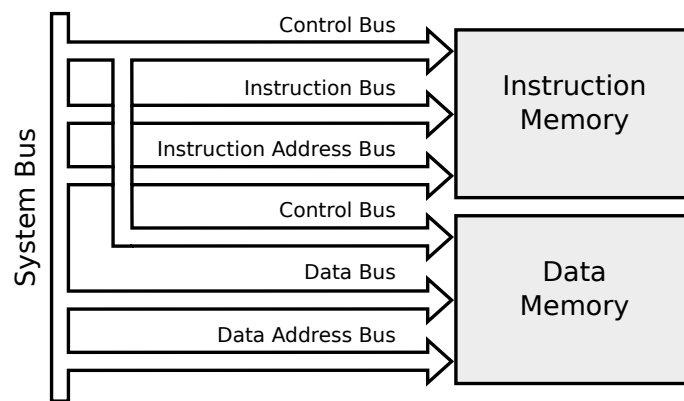 System Bus
Control Bus
Instruction Bus
Instruction Address Bus
Control Bus
Data Bus
Data Address Bus
Instruction
Memory
Data
Memory